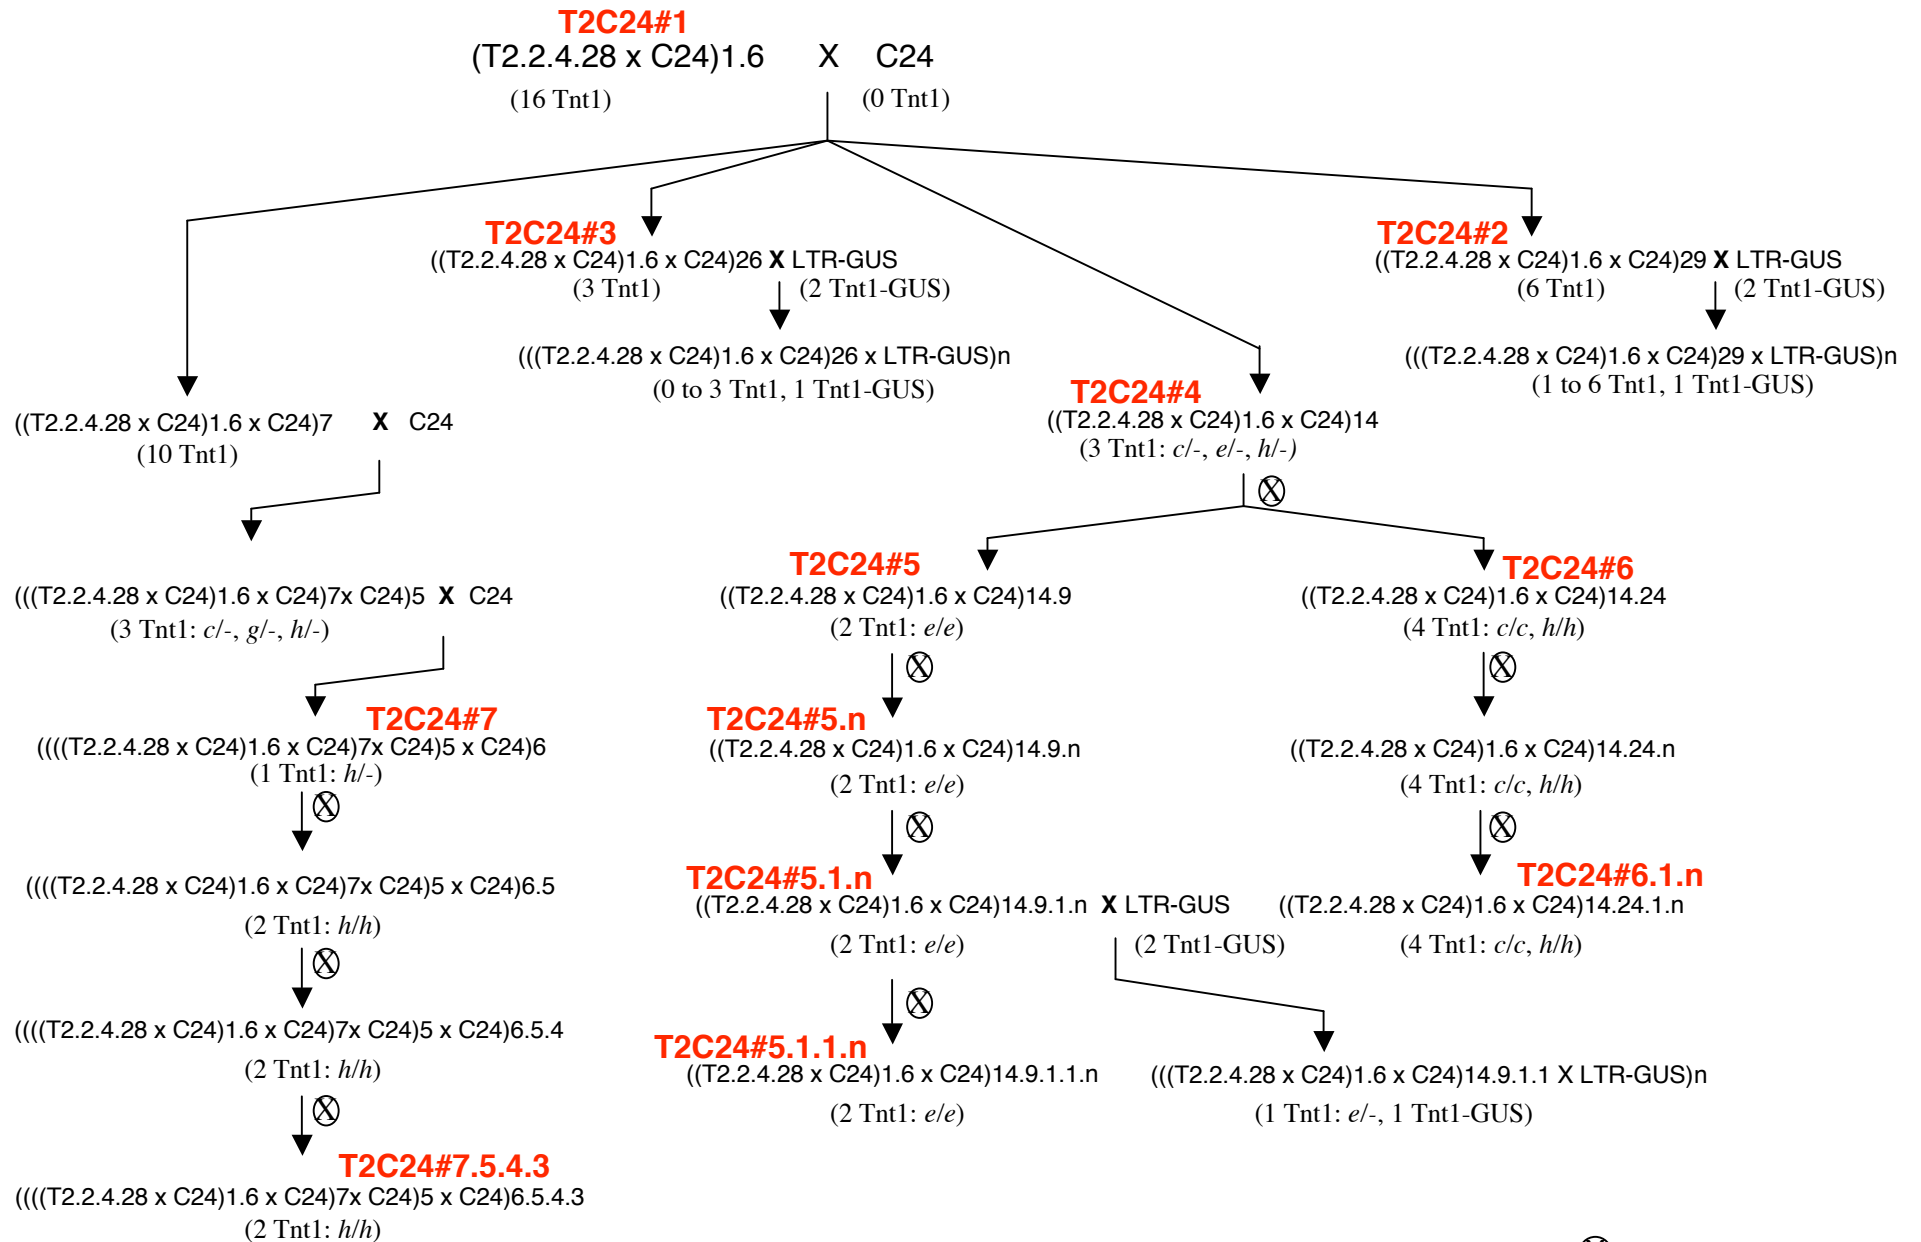 T2C24#1
(T2.2.4.28 x C24)1.6 X C24
(16 Tnt1) (0 Tnt1)
T2C24#3
((T2.2.4.28 x C24)1.6 x C24)26 X LTR-GUS
(3 Tnt1) (2 Tnt1-GUS)
(((T2.2.4.28 x C24)1.6 x C24)26 x LTR-GUS)n
(0 to 3 Tnt1, 1 Tnt1-GUS)
T2C24#2
((T2.2.4.28 x C24)1.6 x C24)29 X LTR-GUS
(6 Tnt1) (2 Tnt1-GUS)
(((T2.2.4.28 x C24)1.6 x C24)29 x LTR-GUS)n
(1 to 6 Tnt1, 1 Tnt1-GUS)
((T2.2.4.28 x C24)1.6 x C24)7 X C24
(10 Tnt1)
(((T2.2.4.28 x C24)1.6 x C24)7x C24)5 X C24
(3 Tnt1: c/-, g/-, h/-)
T2C24#7
((((T2.2.4.28 x C24)1.6 x C24)7x C24)5 x C24)6
(1 Tnt1: h/-)
X
((((T2.2.4.28 x C24)1.6 x C24)7x C24)5 x C24)6.5
(2 Tnt1: h/h)
X
((((T2.2.4.28 x C24)1.6 x C24)7x C24)5 x C24)6.5.4
(2 Tnt1: h/h)
X
T2C24#7.5.4.3
((((T2.2.4.28 x C24)1.6 x C24)7x C24)5 x C24)6.5.4.3
(2 Tnt1: h/h)
T2C24#4
((T2.2.4.28 x C24)1.6 x C24)14
(3 Tnt1: c/-, e/-, h/-)
X
T2C24#5
((T2.2.4.28 x C24)1.6 x C24)14.9
(2 Tnt1: e/e)
X
T2C24#5.n
((T2.2.4.28 x C24)1.6 x C24)14.9.n
(2 Tnt1: e/e)
X
T2C24#5.1.n
((T2.2.4.28 x C24)1.6 x C24)14.9.1.n X LTR-GUS
(2 Tnt1: e/e) (2 Tnt1-GUS)
X
T2C24#5.1.1.n
((T2.2.4.28 x C24)1.6 x C24)14.9.1.1.n
(2 Tnt1: e/e)
(((T2.2.4.28 x C24)1.6 x C24)14.9.1.1 X LTR-GUS)n
(1 Tnt1: e/-, 1 Tnt1-GUS)
T2C24#6
((T2.2.4.28 x C24)1.6 x C24)14.24
(4 Tnt1: c/c, h/h)
X
((T2.2.4.28 x C24)1.6 x C24)14.24.n
(4 Tnt1: c/c, h/h)
X
T2C24#6.1.n
((T2.2.4.28 x C24)1.6 x C24)14.24.1.n
(4 Tnt1: c/c, h/h)